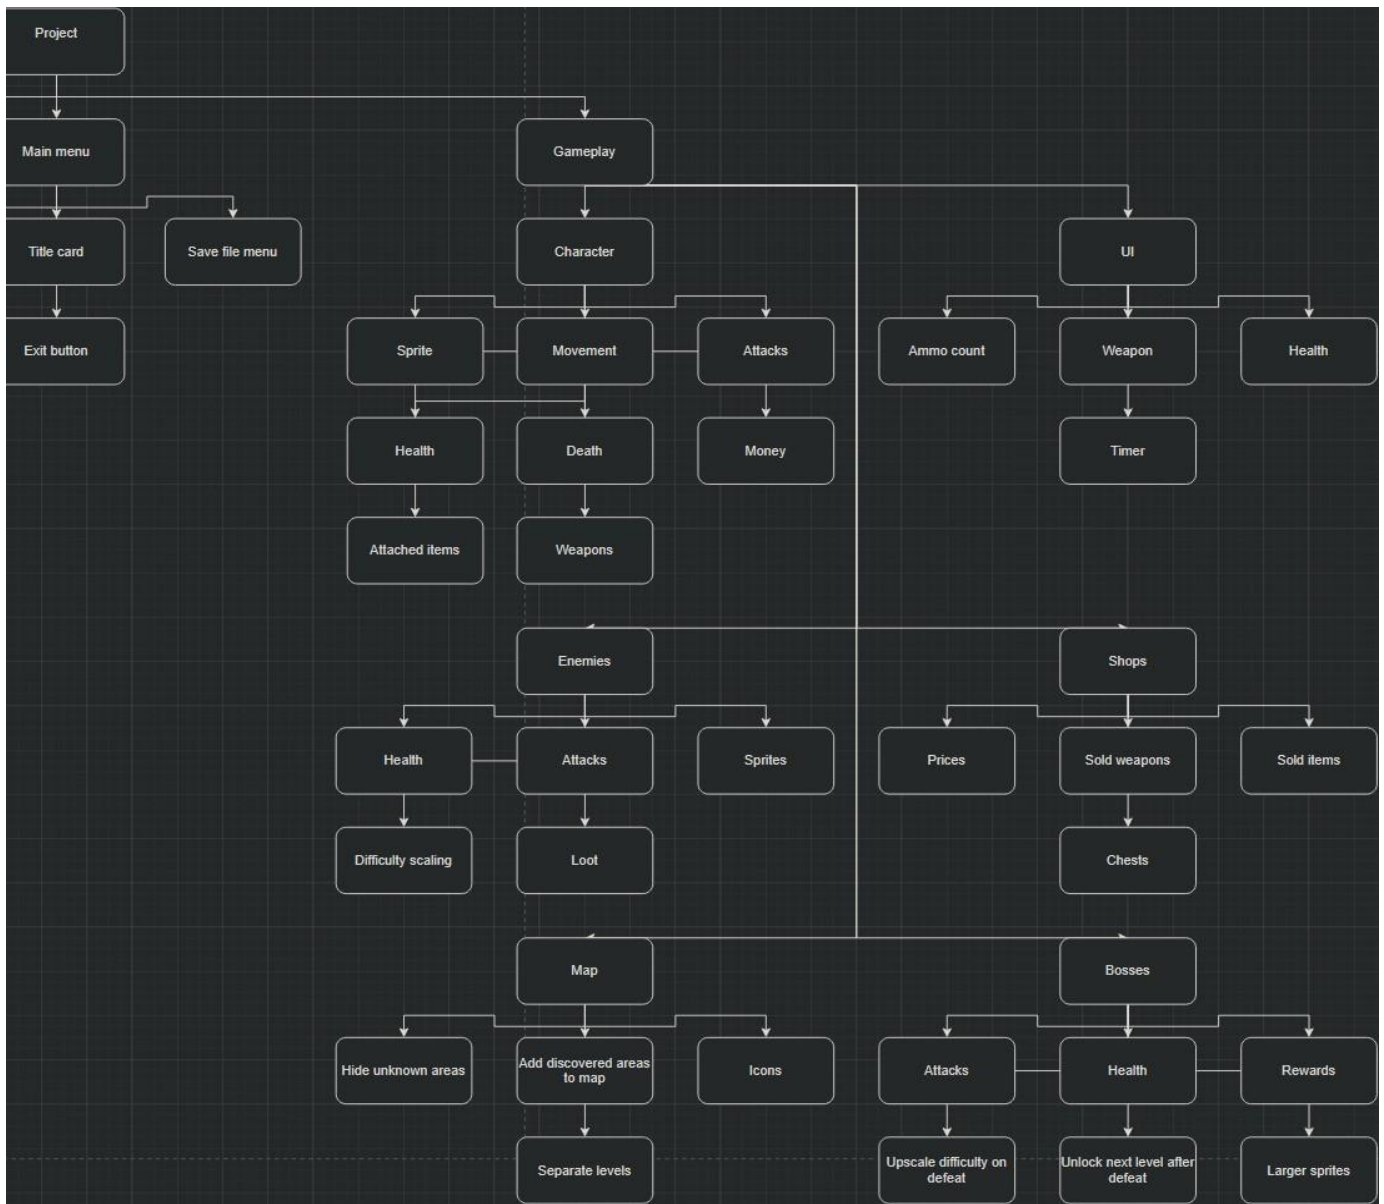 Project
Main menu
Gameplay
Title card
Save file menu
Character
UI
Exit button
Sprite
Movement
Attacks
Ammo count
Weapon
Health
Health
Death
Money
Timer
Attached items
Weapons
Enemies
Shops
Health
Attacks
Sprites
Prices
Sold weapons
Sold items
Difficulty scaling
Loot
Chests
Map
Bosses
Hide unknown areas
Add discovered areas
to map
Icons
Attacks
Health
Rewards
Separate levels
Upscale difficulty on
defeat
Unlock next level after
defeat
Larger sprites